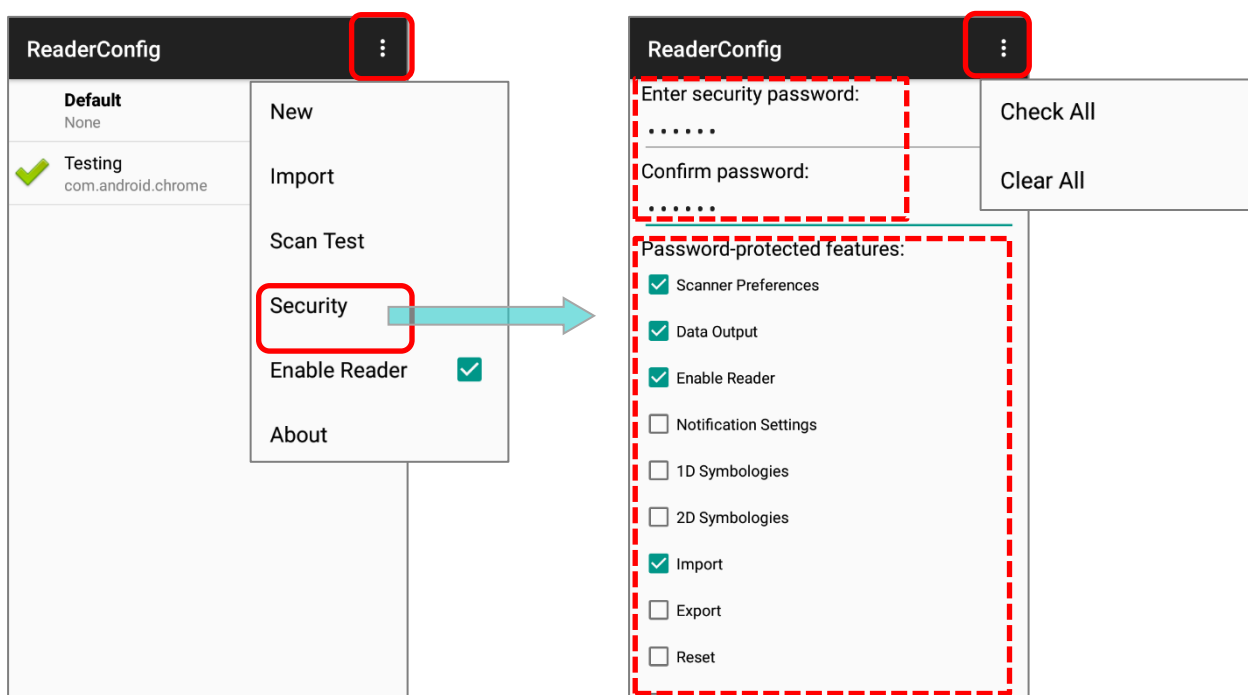 ReaderConfig
Default
None
Testing
com.android.chrome
New
Import
Scan Test
Security
Enable Reader
About
ReaderConfig
Enter security password:
••••••
Confirm password:
••••••
Check All
Clear All
Password-protected features:
Scanner Preferences
Data Output
Enable Reader
Notification Settings
1D Symbologies
2D Symbologies
Import
Export
Reset